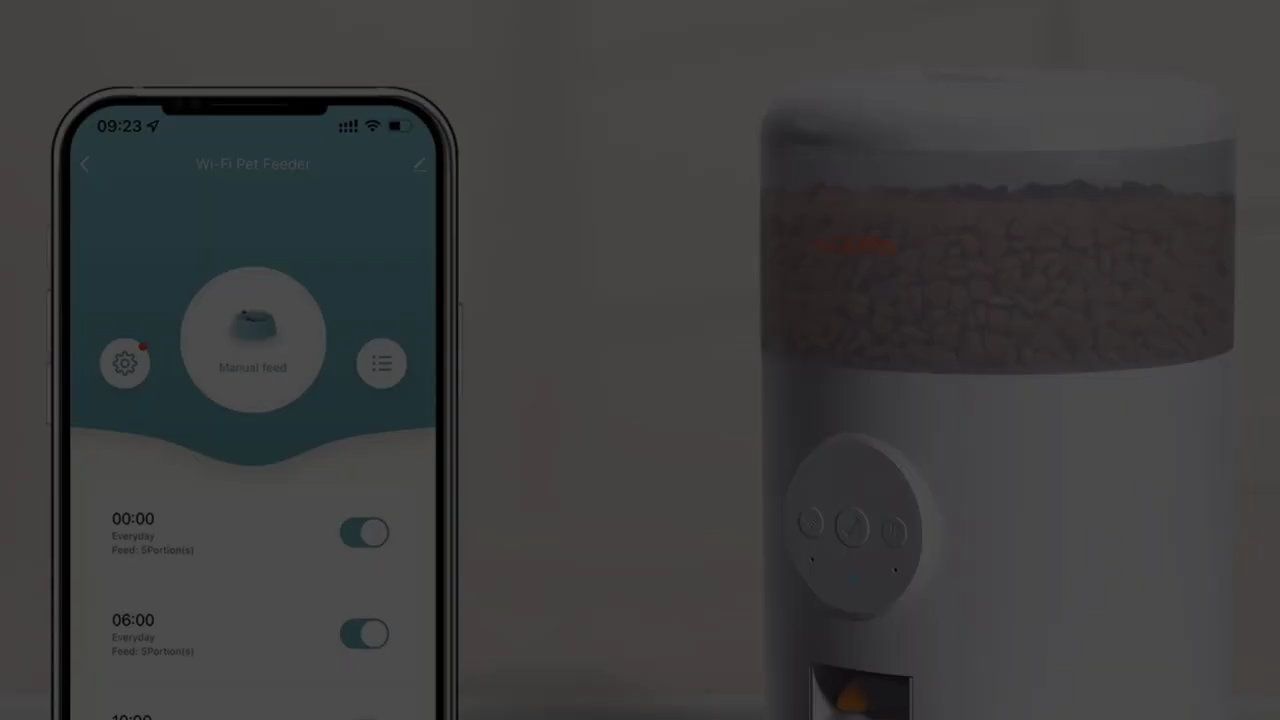 09:23
Wi-Fi Pet Feeder
Manual feed
00:00
Everyday
Feed: 5Portion(s)
06:00
Everyday
Feed: 5Portion(s)